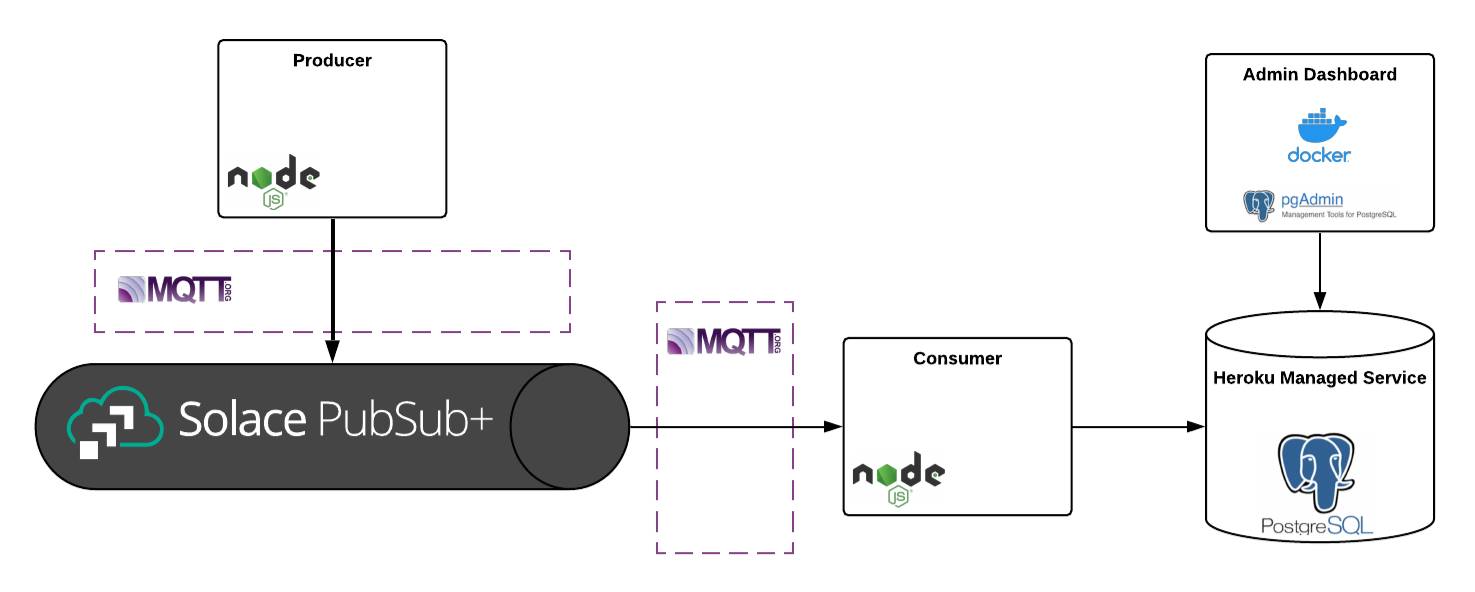 Producer
node
JS
MQTT.ORG
Solace PubSub+
MQTT.ORG
Consumer
node
JS
Admin Dashboard
docker
pgAdmin
Management Tools for PostgreSQL
Heroku Managed Service
PostgreSQL